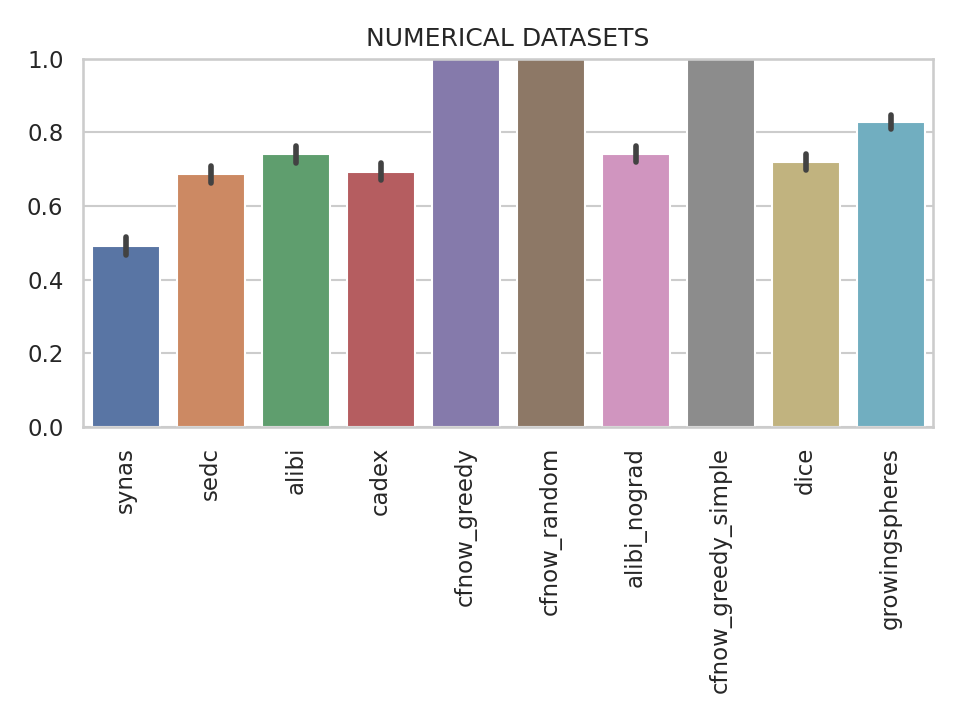 NUMERICAL DATASETS
1.0
0.8
0.6
0.4
0.2
0.0
synas
sedc
alibi
cadex
cfnow_greedy
cfnow_random
alibi_nograd
cfnow_greedy_simple
dice
growingspheres